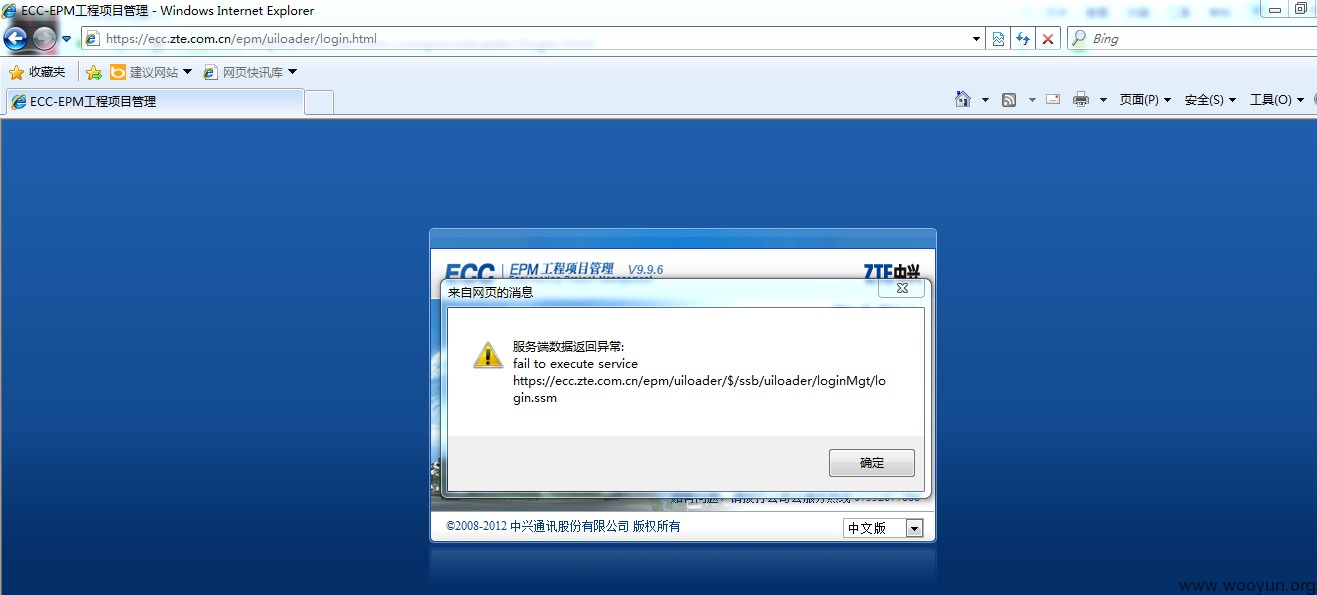 ECC-EPM工程项目管理 - Windows Internet Explorer
https://ecc.zte.com.cn/epm/uiloader/login.html
Bing
收藏夹 建议网站 网页快讯库
ECC-EPM工程项目管理 页面(P) 安全(S) 工具(O)
ECC EPM工程项目管理 V9.9.6 ZTE中兴
来自网页的消息
服务端数据返回异常:
fail to execute service
https://ecc.zte.com.cn/epm/uiloader/$/ssb/uiloader/loginMgt/lo
gin.ssm
确定
©2008-2012 中兴通讯股份有限公司 版权所有 中文版
www.wooyun.org